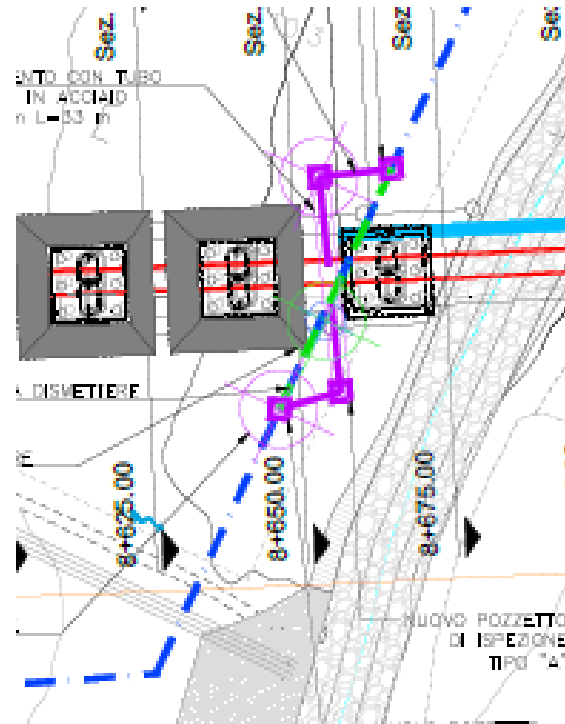 Sez.
Sez.
Sez.
Se
CON TUBO
IN ACCIAIO
L=33 m
DISMETTERE
8+625.00
8+650.00
8+675.00
NUOVO POZZETTO
DI ISPEZIONE
TIPO "A"